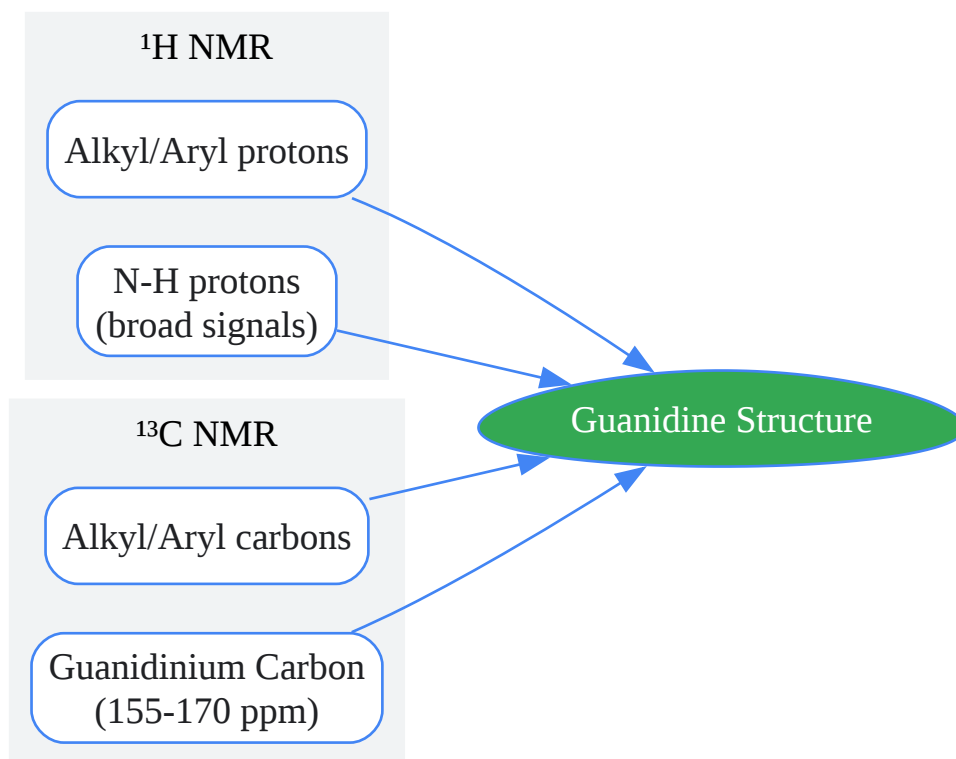 ¹H NMR
Alkyl/Aryl protons
N-H protons
(broad signals)
Guanidine Structure
¹³C NMR
Alkyl/Aryl carbons
Guanidinium Carbon
(155-170 ppm)